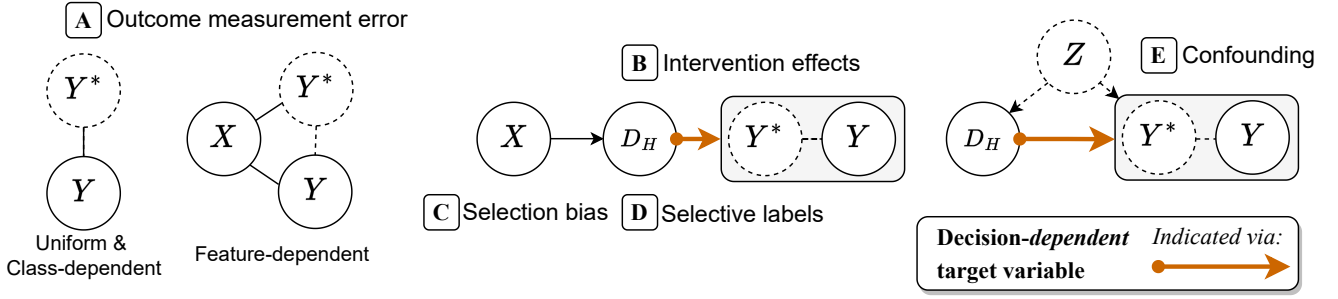 A Outcome measurement error
Y*
Y
Uniform &
Class-dependent
X
Y*
Y
Feature-dependent
B Intervention effects
X
D_H
Y*
Y
C Selection bias
D Selective labels
Z
E Confounding
D_H
Y*
Y
Decision-dependent Indicated via:
target variable